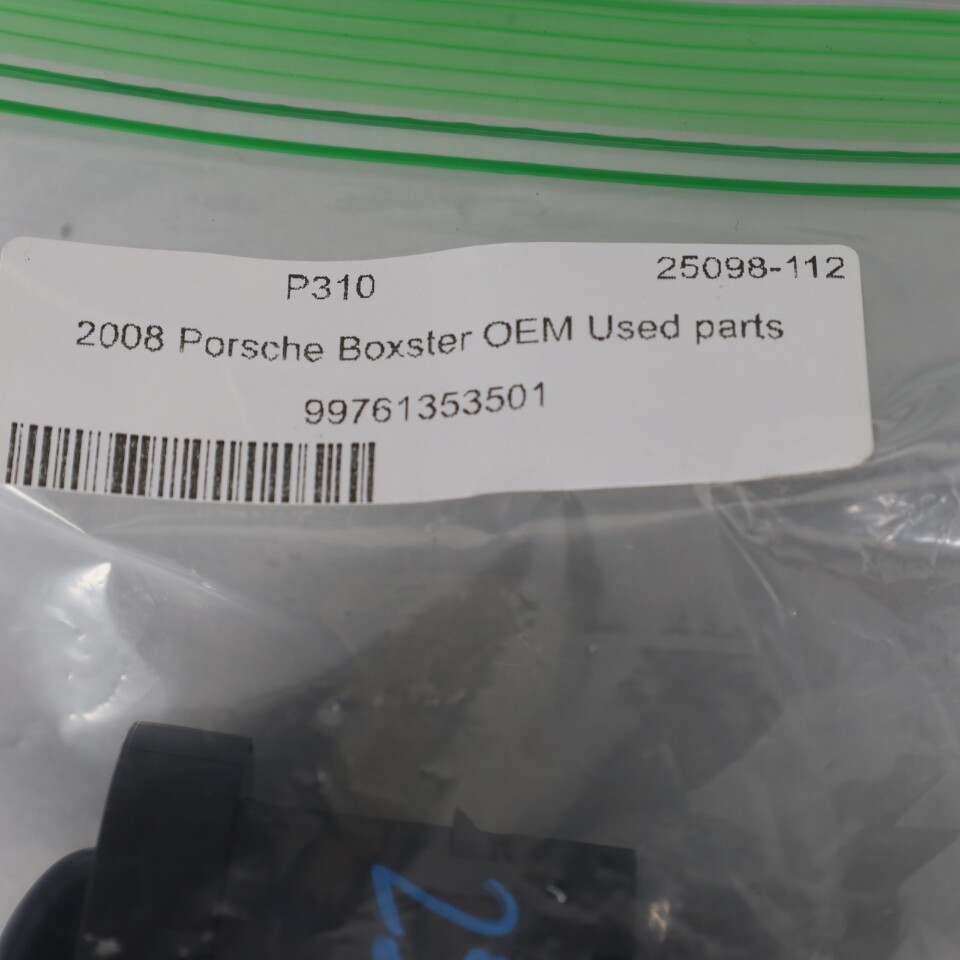 P310 25098-112
2008 Porsche Boxster OEM Used parts
99761353501